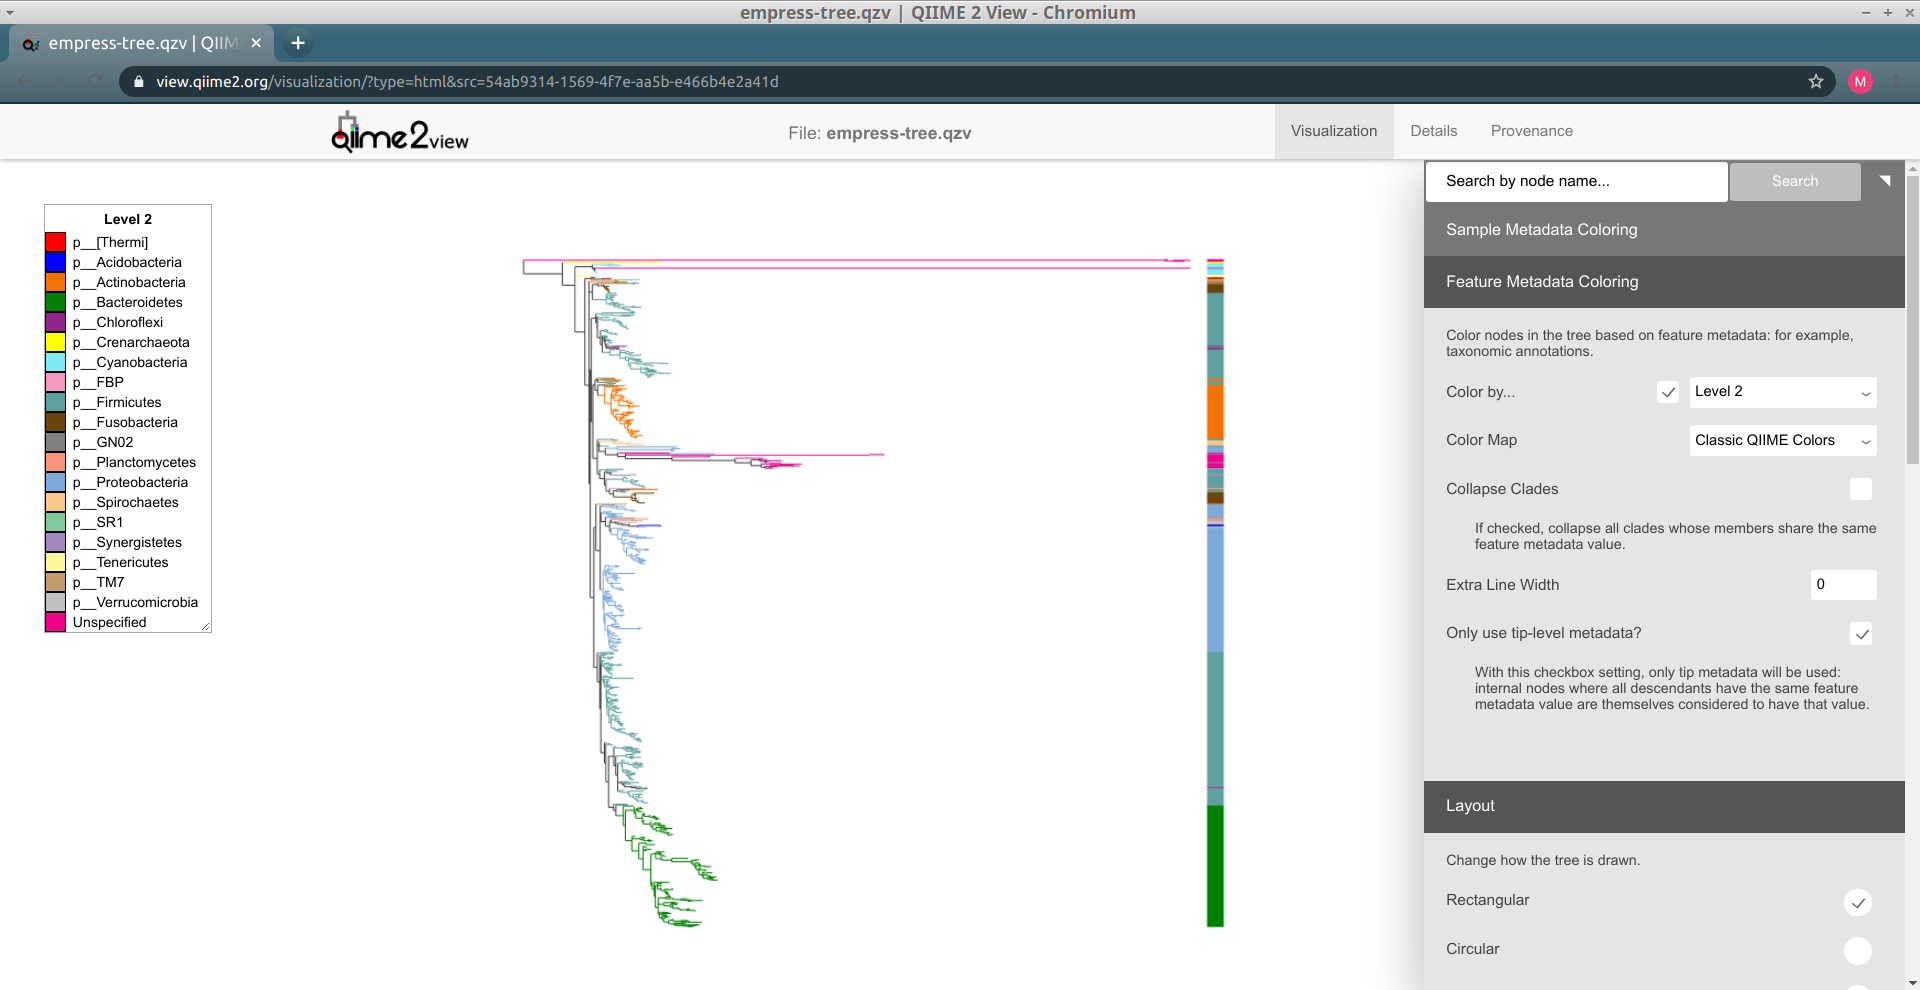 empress-tree.qzv | QIIME 2 View - Chromium
empress-tree.qzv | QIIM
view.qiime2.org/visualization/?type=html&src=54ab9314-1569-4f7e-aa5b-e466b4e2a41d
M
qiime2view
File: empress-tree.qzv
Visualization
Details
Provenance
Search by node name...
Search
Sample Metadata Coloring
Feature Metadata Coloring
Color nodes in the tree based on feature metadata: for example,
taxonomic annotations.
Color by...
Level 2
Color Map
Classic QIIME Colors
Collapse Clades
If checked, collapse all clades whose members share the same
feature metadata value.
Extra Line Width
0
Only use tip-level metadata?
With this checkbox setting, only tip metadata will be used:
internal nodes where all descendants have the same feature
metadata value are themselves considered to have that value.
Layout
Change how the tree is drawn.
Rectangular
Circular
Level 2
p__[Thermi]
p__Acidobacteria
p__Actinobacteria
p__Bacteroidetes
p__Chloroflexi
p__Crenarchaeota
p__Cyanobacteria
p__FBP
p__Firmicutes
p__Fusobacteria
p__GN02
p__Planctomycetes
p__Proteobacteria
p__Spirochaetes
p__SR1
p__Synergistetes
p__Tenericutes
p__TM7
p__Verrucomicrobia
Unspecified